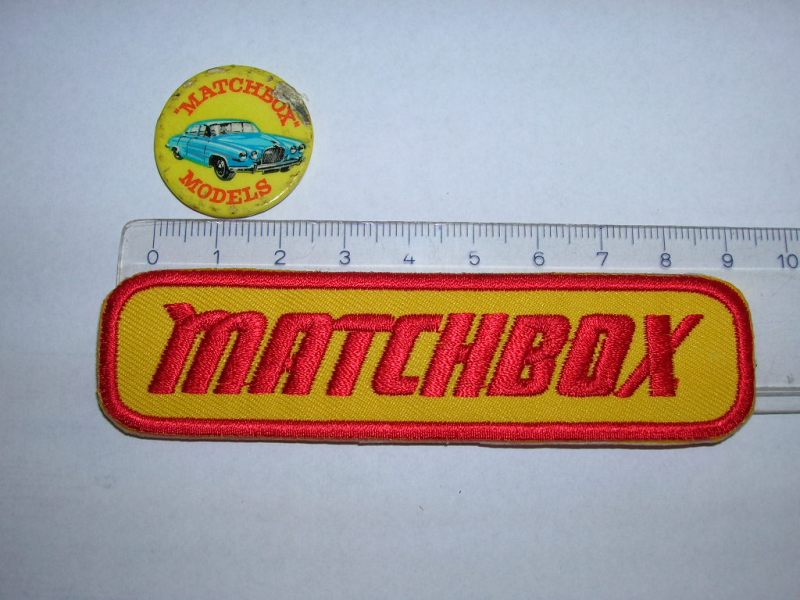 "MATCHBOX"
MODELS
0 1 2 3 4 5 6 7 8 9 10
MATCHBOX